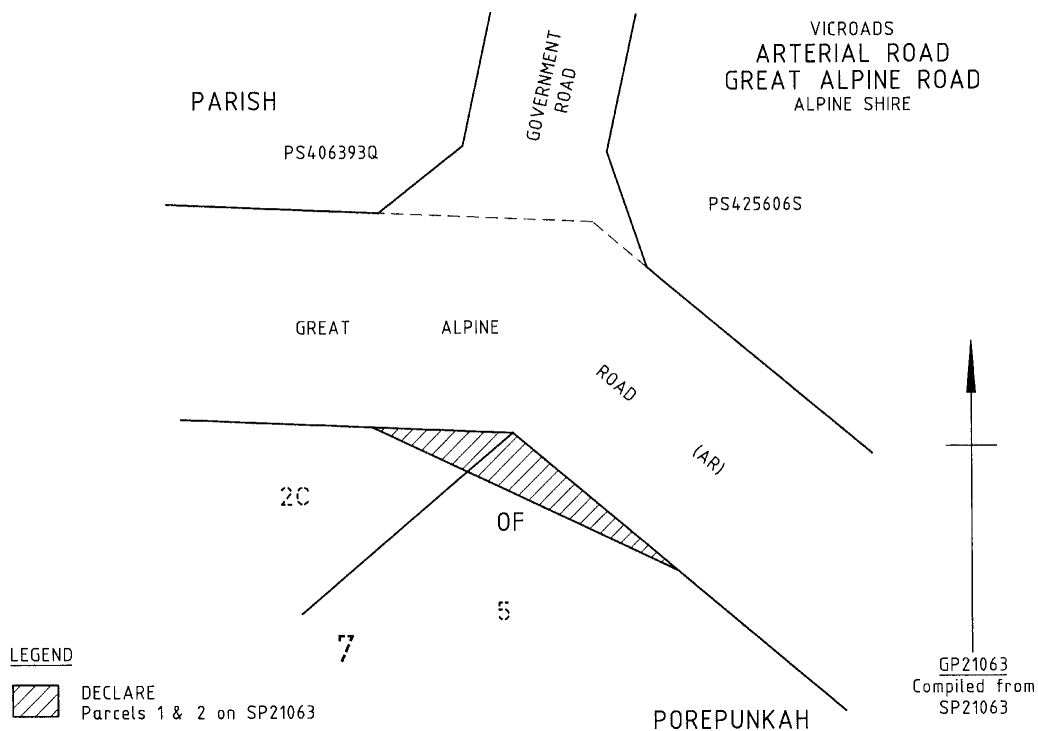 VICROADS
ARTERIAL ROAD
GREAT ALPINE ROAD
ALPINE SHIRE
PARISH
GOVERNMENT
ROAD
PS406393Q
PS425606S
GREAT ALPINE
ROAD
(AR)
2C
OF
5
7
LEGEND
DECLARE
Parcels 1 & 2 on SP21063
POREPUNKAH
GP21063
Compiled from
SP21063